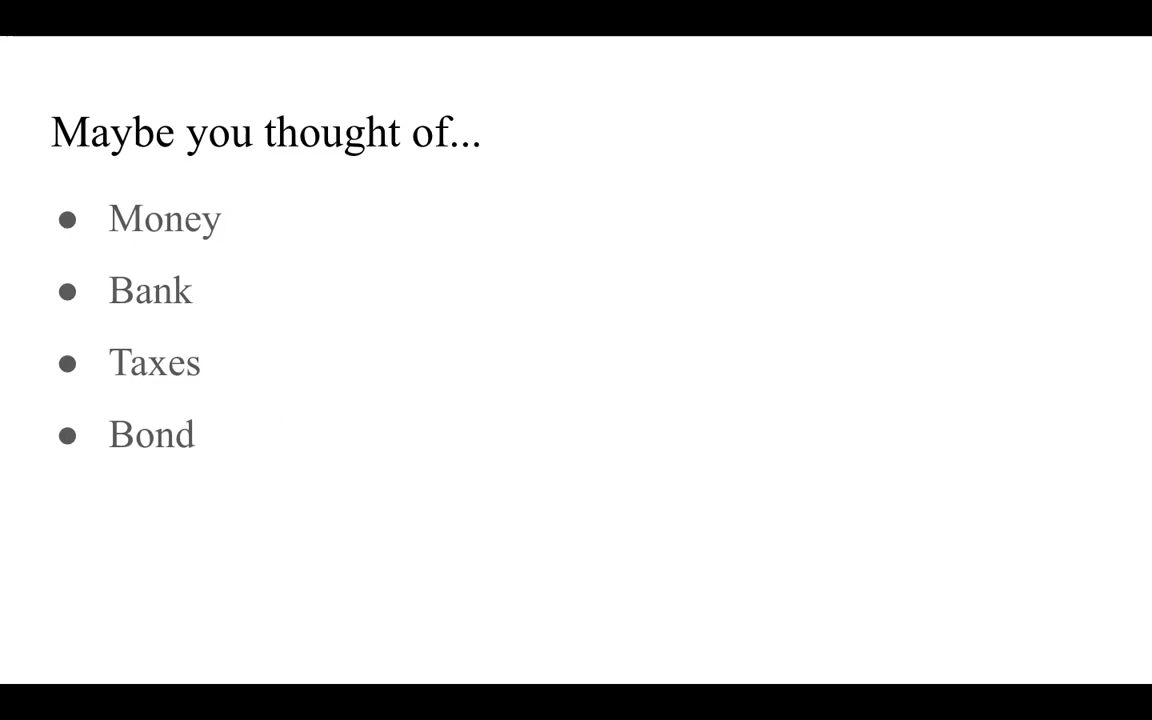 Maybe you thought of...
● Money
● Bank
● Taxes
● Bond